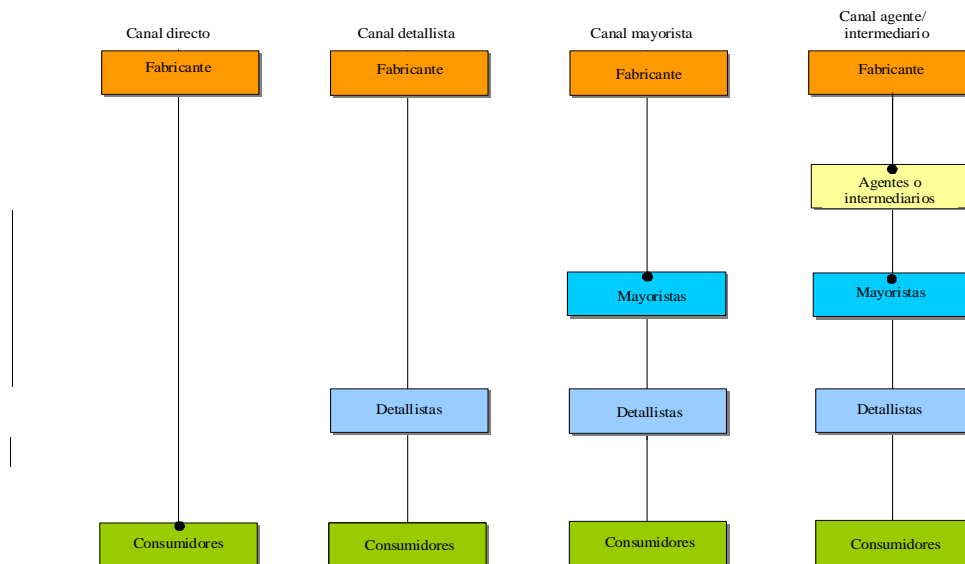 Canal directo
Fabricante
Consumidores
Canal detallista
Fabricante
Detallistas
Consumidores
Canal mayorista
Fabricante
Mayoristas
Detallistas
Consumidores
Canal agente/
intermediario
Fabricante
Agentes o
intermediarios
Mayoristas
Detallistas
Consumidores